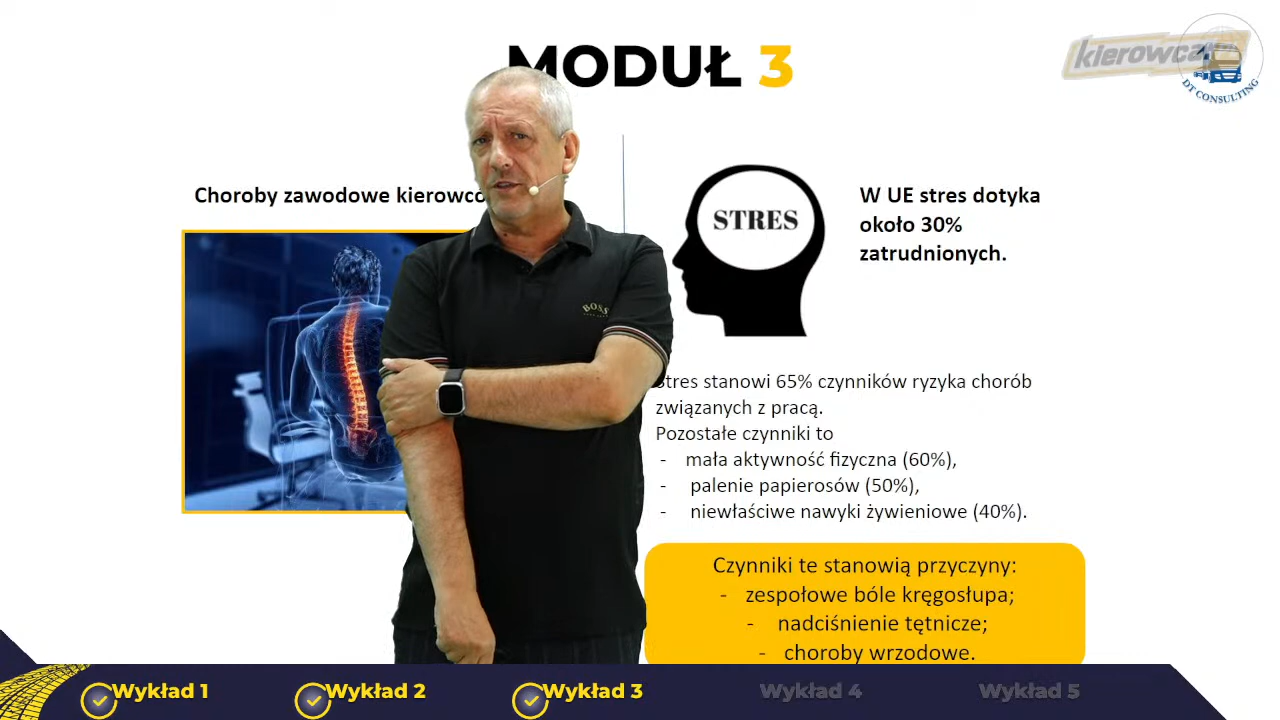 MODUŁ 3
kierowca
DT CONSULTING
Choroby zawodowe
STRES
W UE stres dotyka
około 30%
zatrudnionych.
BOSS
stres stanowi 65% czynników ryzyka chorób
związanych z pracą.
Pozostałe czynniki to
- mała aktywność fizyczna (60%),
- palenie papierosów (50%),
- niewłaściwe nawyki żywieniowe (40%).
Czynniki te stanowią przyczyny:
- zespołowe bóle kręgosłupa;
- nadciśnienie tętnicze;
- choroby wrzodowe.
Wykład 1 Wykład 2 Wykład 3 Wykład 4 Wykład 5